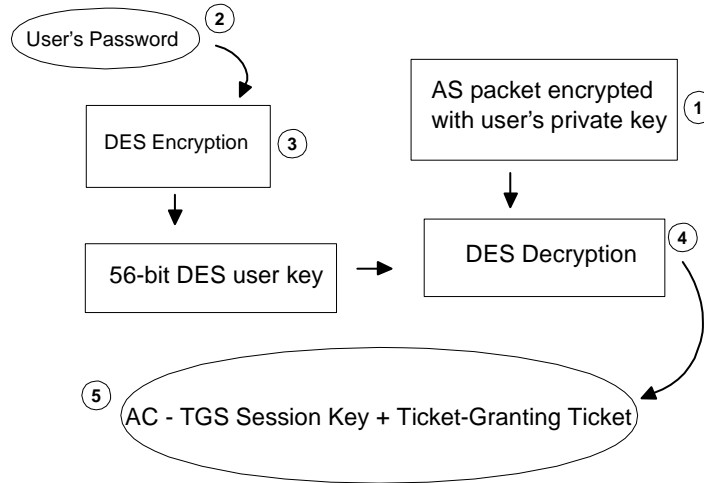 2
User's Password
AS packet encrypted
with user's private key
1
DES Encryption
3
4
DES Decryption
56-bit DES user key
5
AC - TGS Session Key + Ticket-Granting Ticket